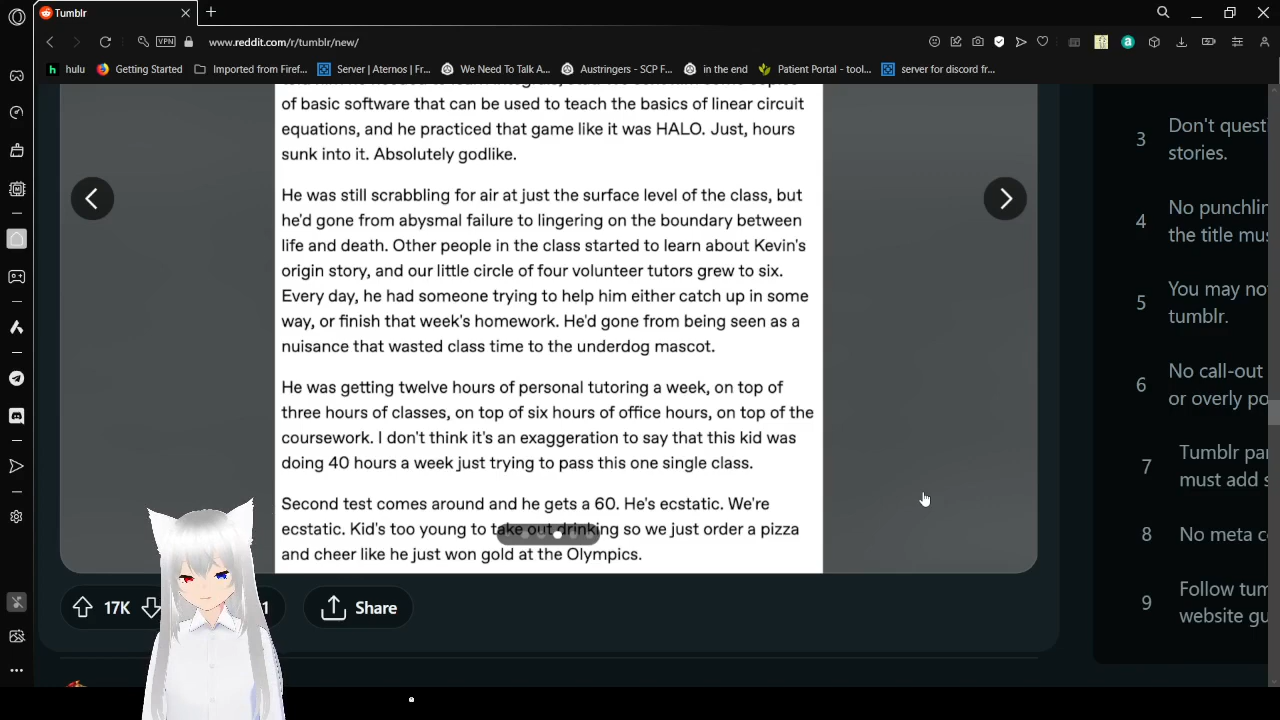 Tumblr
VPN
www.reddit.com/r/tumblr/new/
hulu
Getting Started
Imported from Firef...
Server | Aternos | Fr...
We Need To Talk A...
Austringers - SCP F...
in the end
Patient Portal - tool...
server for discord fr...
of basic software that can be used to teach the basics of linear circuit
equations, and he practiced that game like it was HALO. Just, hours
sunk into it. Absolutely godlike.
He was still scrabbling for air at just the surface level of the class, but
he'd gone from abysmal failure to lingering on the boundary between
life and death. Other people in the class started to learn about Kevin's
origin story, and our little circle of four volunteer tutors grew to six.
Every day, he had someone trying to help him either catch up in some
way, or finish that week's homework. He'd gone from being seen as a
nuisance that wasted class time to the underdog mascot.
He was getting twelve hours of personal tutoring a week, on top of
three hours of classes, on top of six hours of office hours, on top of the
coursework. I don't think it's an exaggeration to say that this kid was
doing 40 hours a week just trying to pass this one single class.
Second test comes around and he gets a 60. He's ecstatic. We're
ecstatic. Kid's too young to take out drinking so we just order a pizza
and cheer like he just won gold at the Olympics.
17K
1
Share
3
Don't quest
stories.
4
No punchlin
the title mus
5
You may no
tumblr.
6
No call-out
or overly po
7
Tumblr par
must add s
8
No meta c
9
Follow tum
website gu